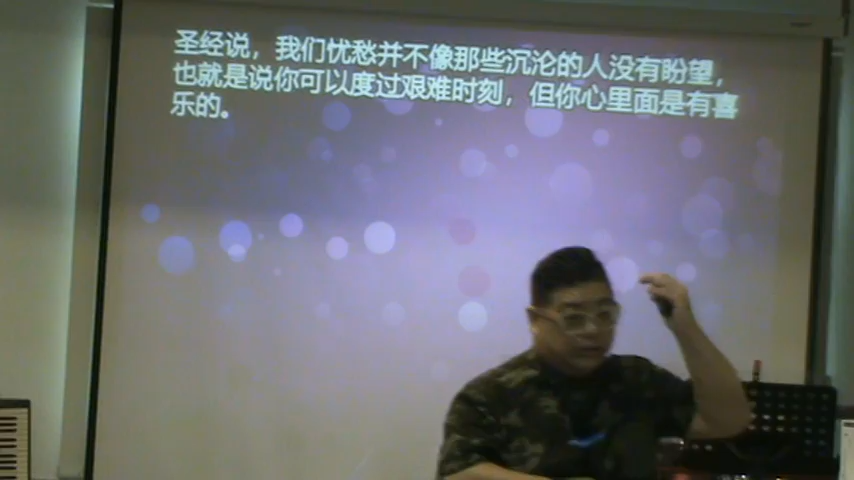 圣经说，我们忧愁并不像那些沉沦的人没有盼望，
也就是说你可以度过艰难时刻，但你心里面是有喜
乐的。